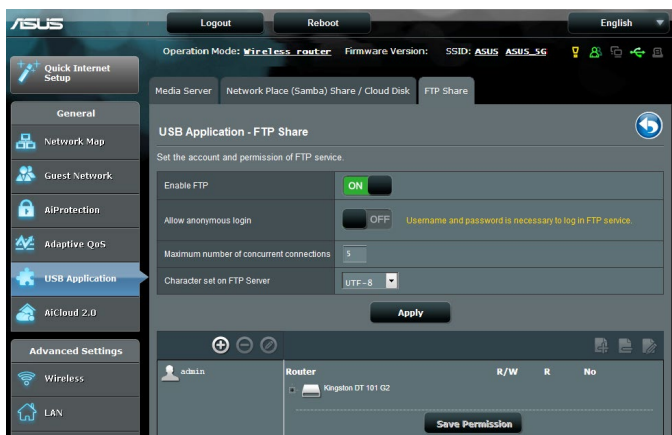 ASUS
Logout
Reboot
English
Operation Mode: Wireless router Firmware Version: SSID: ASUS ASUS_5G
Quick Internet
Setup
Media Server
Network Place (Samba) Share / Cloud Disk
FTP Share
General
Network Map
Guest Network
AiProtection
Adaptive QoS
USB Application
AiCloud 2.0
Advanced Settings
Wireless
LAN
USB Application - FTP Share
Set the account and permission of FTP service.
Enable FTP
ON
Allow anonymous login
OFF
Username and password is necessary to log in FTP service.
Maximum number of concurrent connections
5
Character set on FTP Server
UTF-8
Apply
admin
Router
R/W
R
No
Kingston DT 101 G2
Save Permission